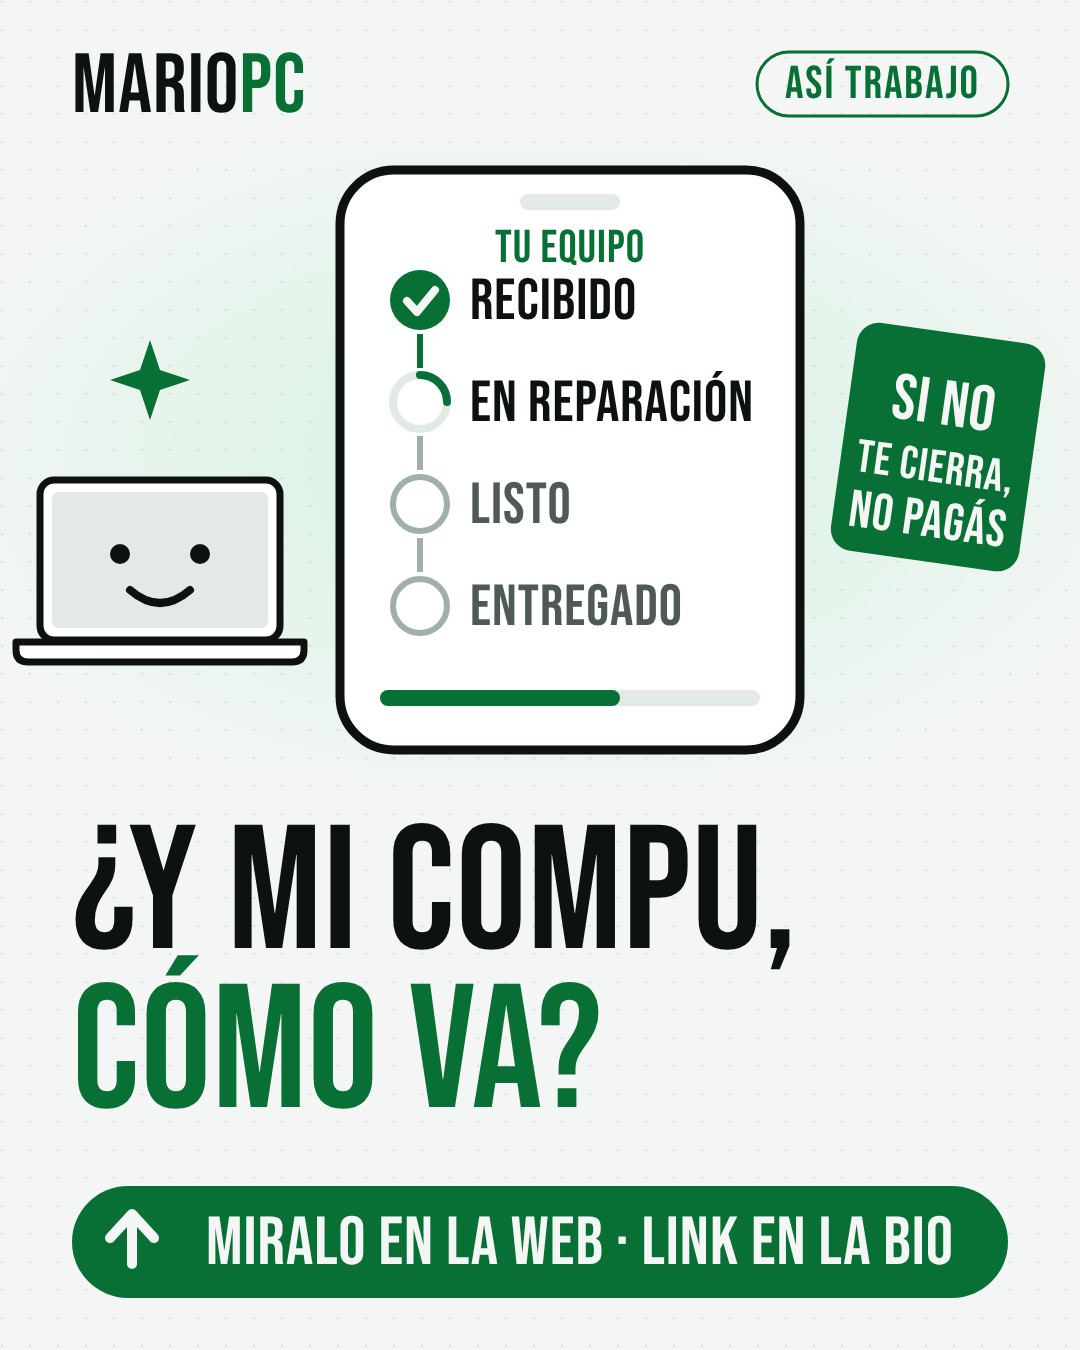 MARIOPC
ASÍ TRABAJO
TU EQUIPO
RECIBIDO
EN REPARACIÓN
LISTO
ENTREGADO
SI NO
TE CIERRA,
NO PAGÁS
¿Y MI COMPU,
CÓMO VA?
MIRALO EN LA WEB · LINK EN LA BIO